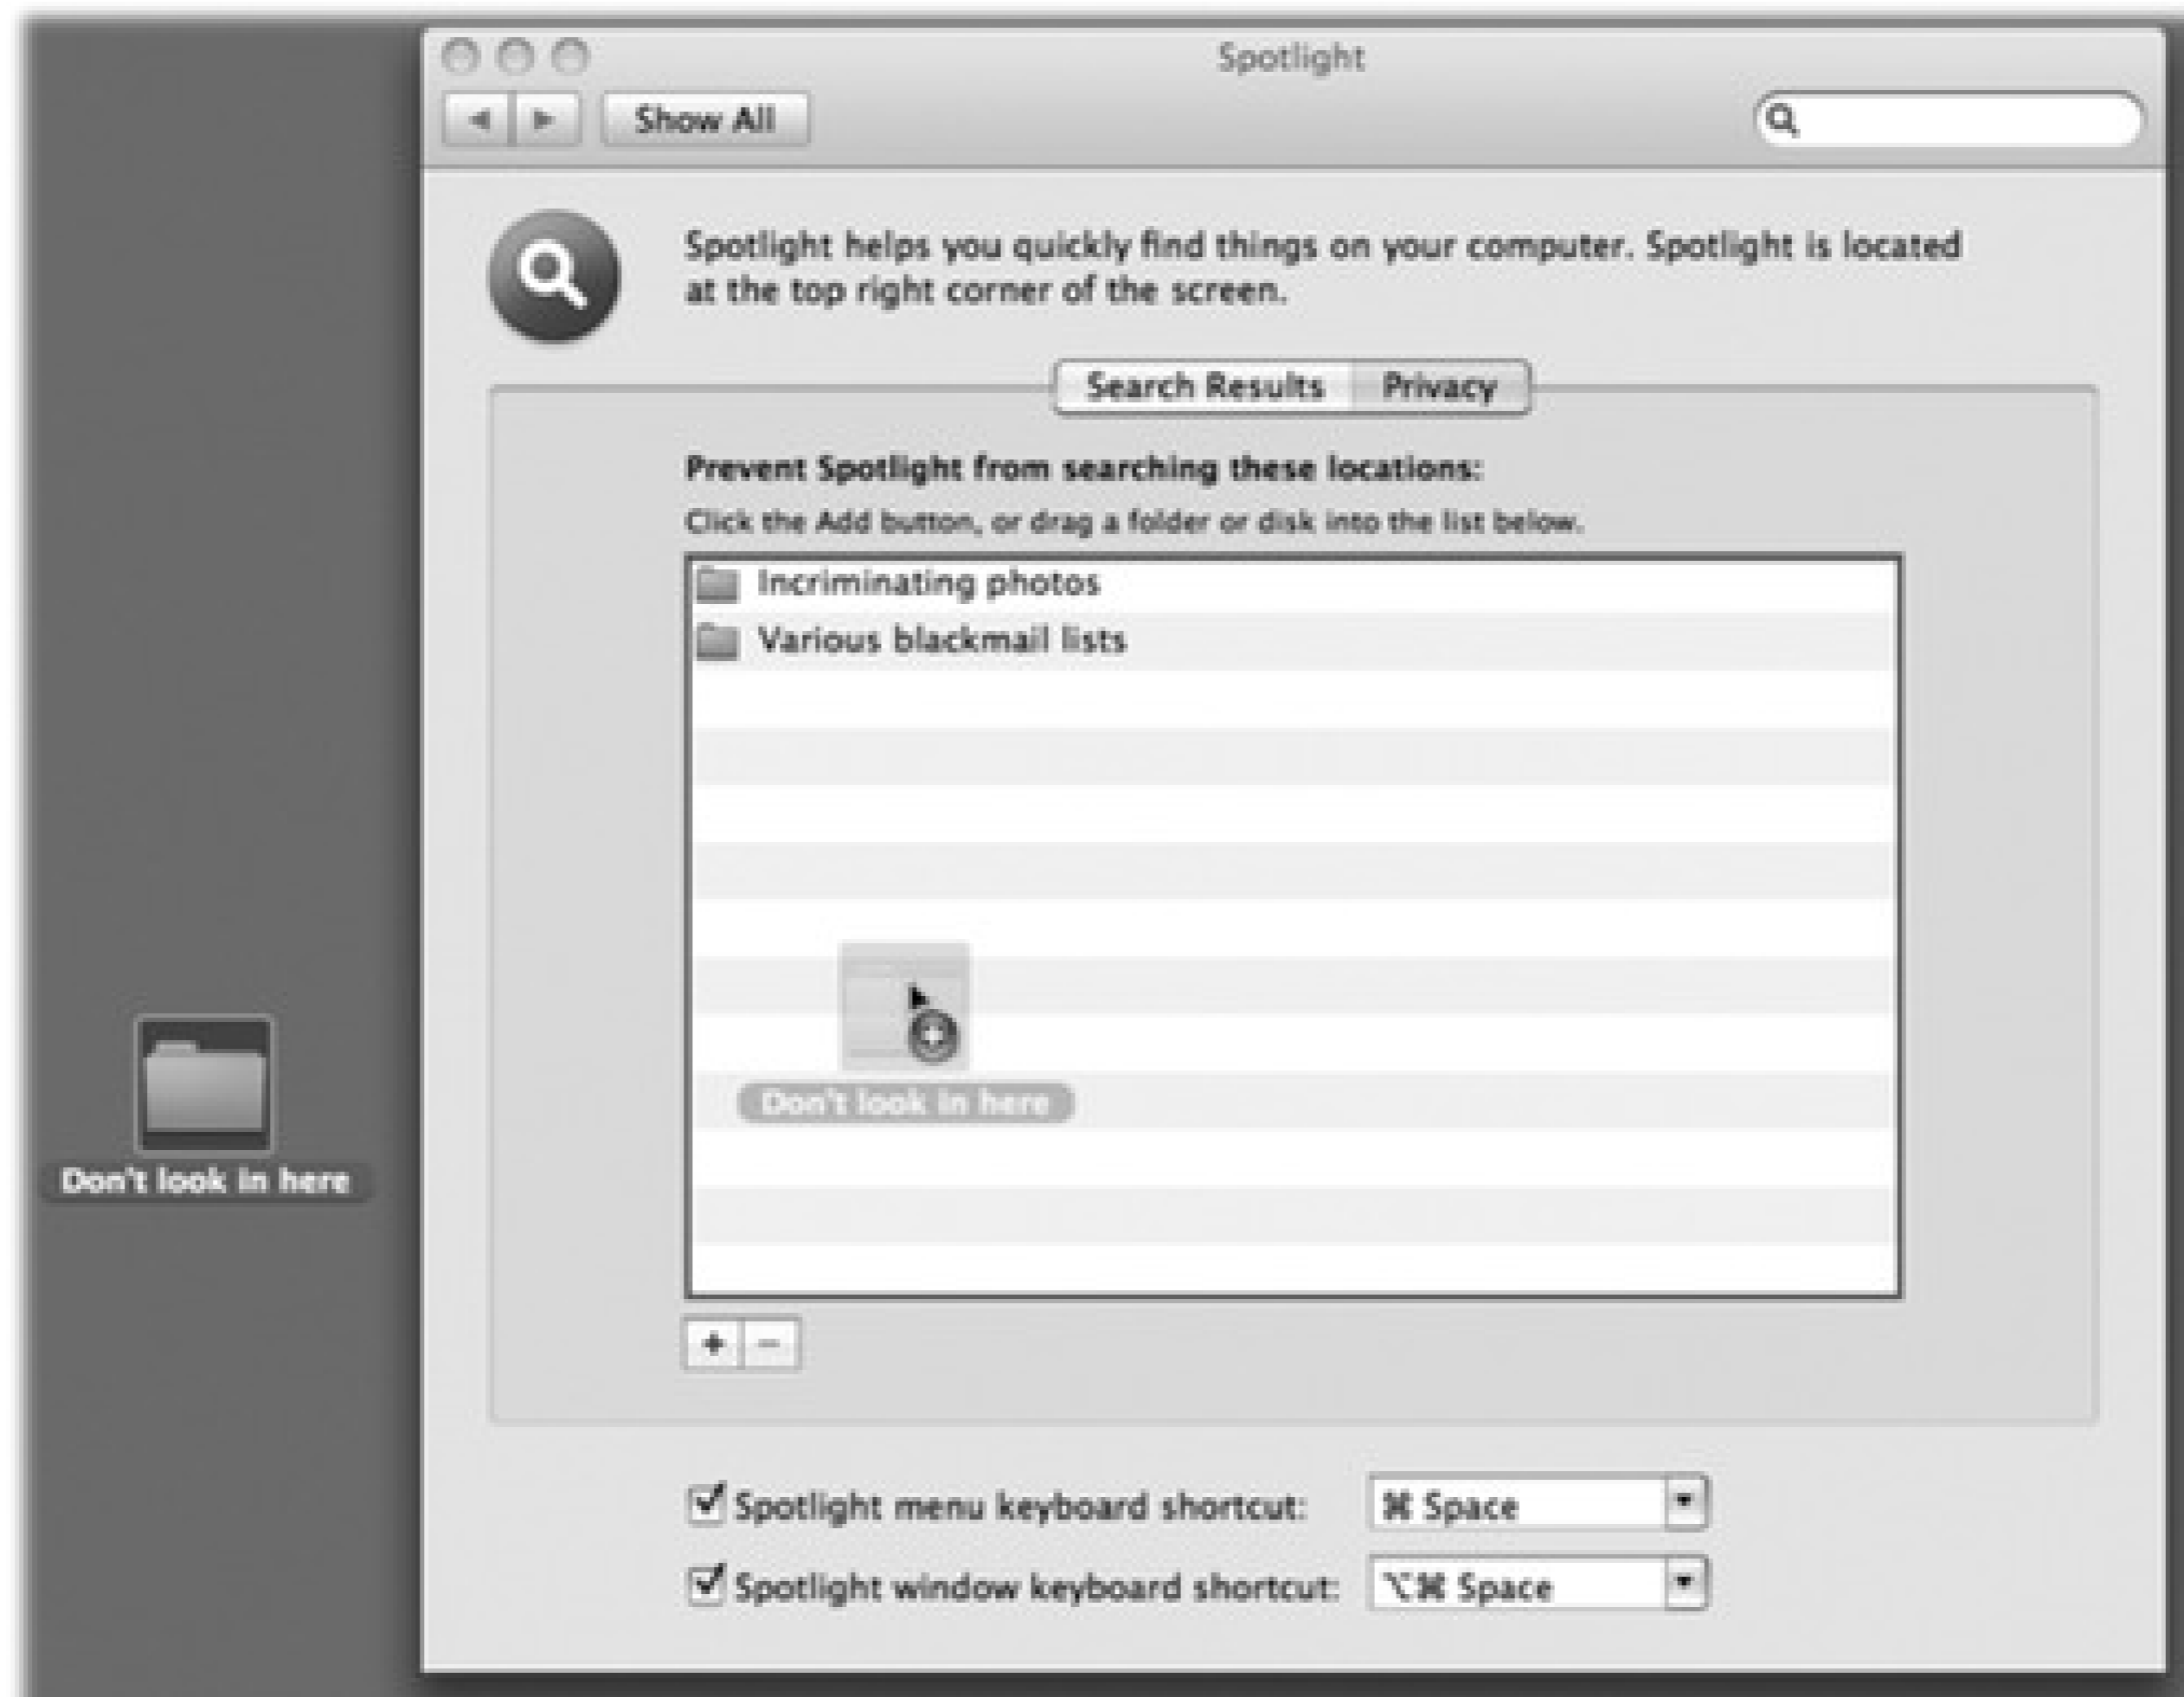 Spotlight
Show All
Spotlight helps you quickly find things on your computer. Spotlight is located
at the top right corner of the screen.
Search Results Privacy
Prevent Spotlight from searching these locations:
Click the Add button, or drag a folder or disk into the list below.
Incriminating photos
Various blackmail lists
Don't look in here
Don't look in here
+ −
Spotlight menu keyboard shortcut: ⌘ Space
Spotlight window keyboard shortcut: ⌥⌘ Space